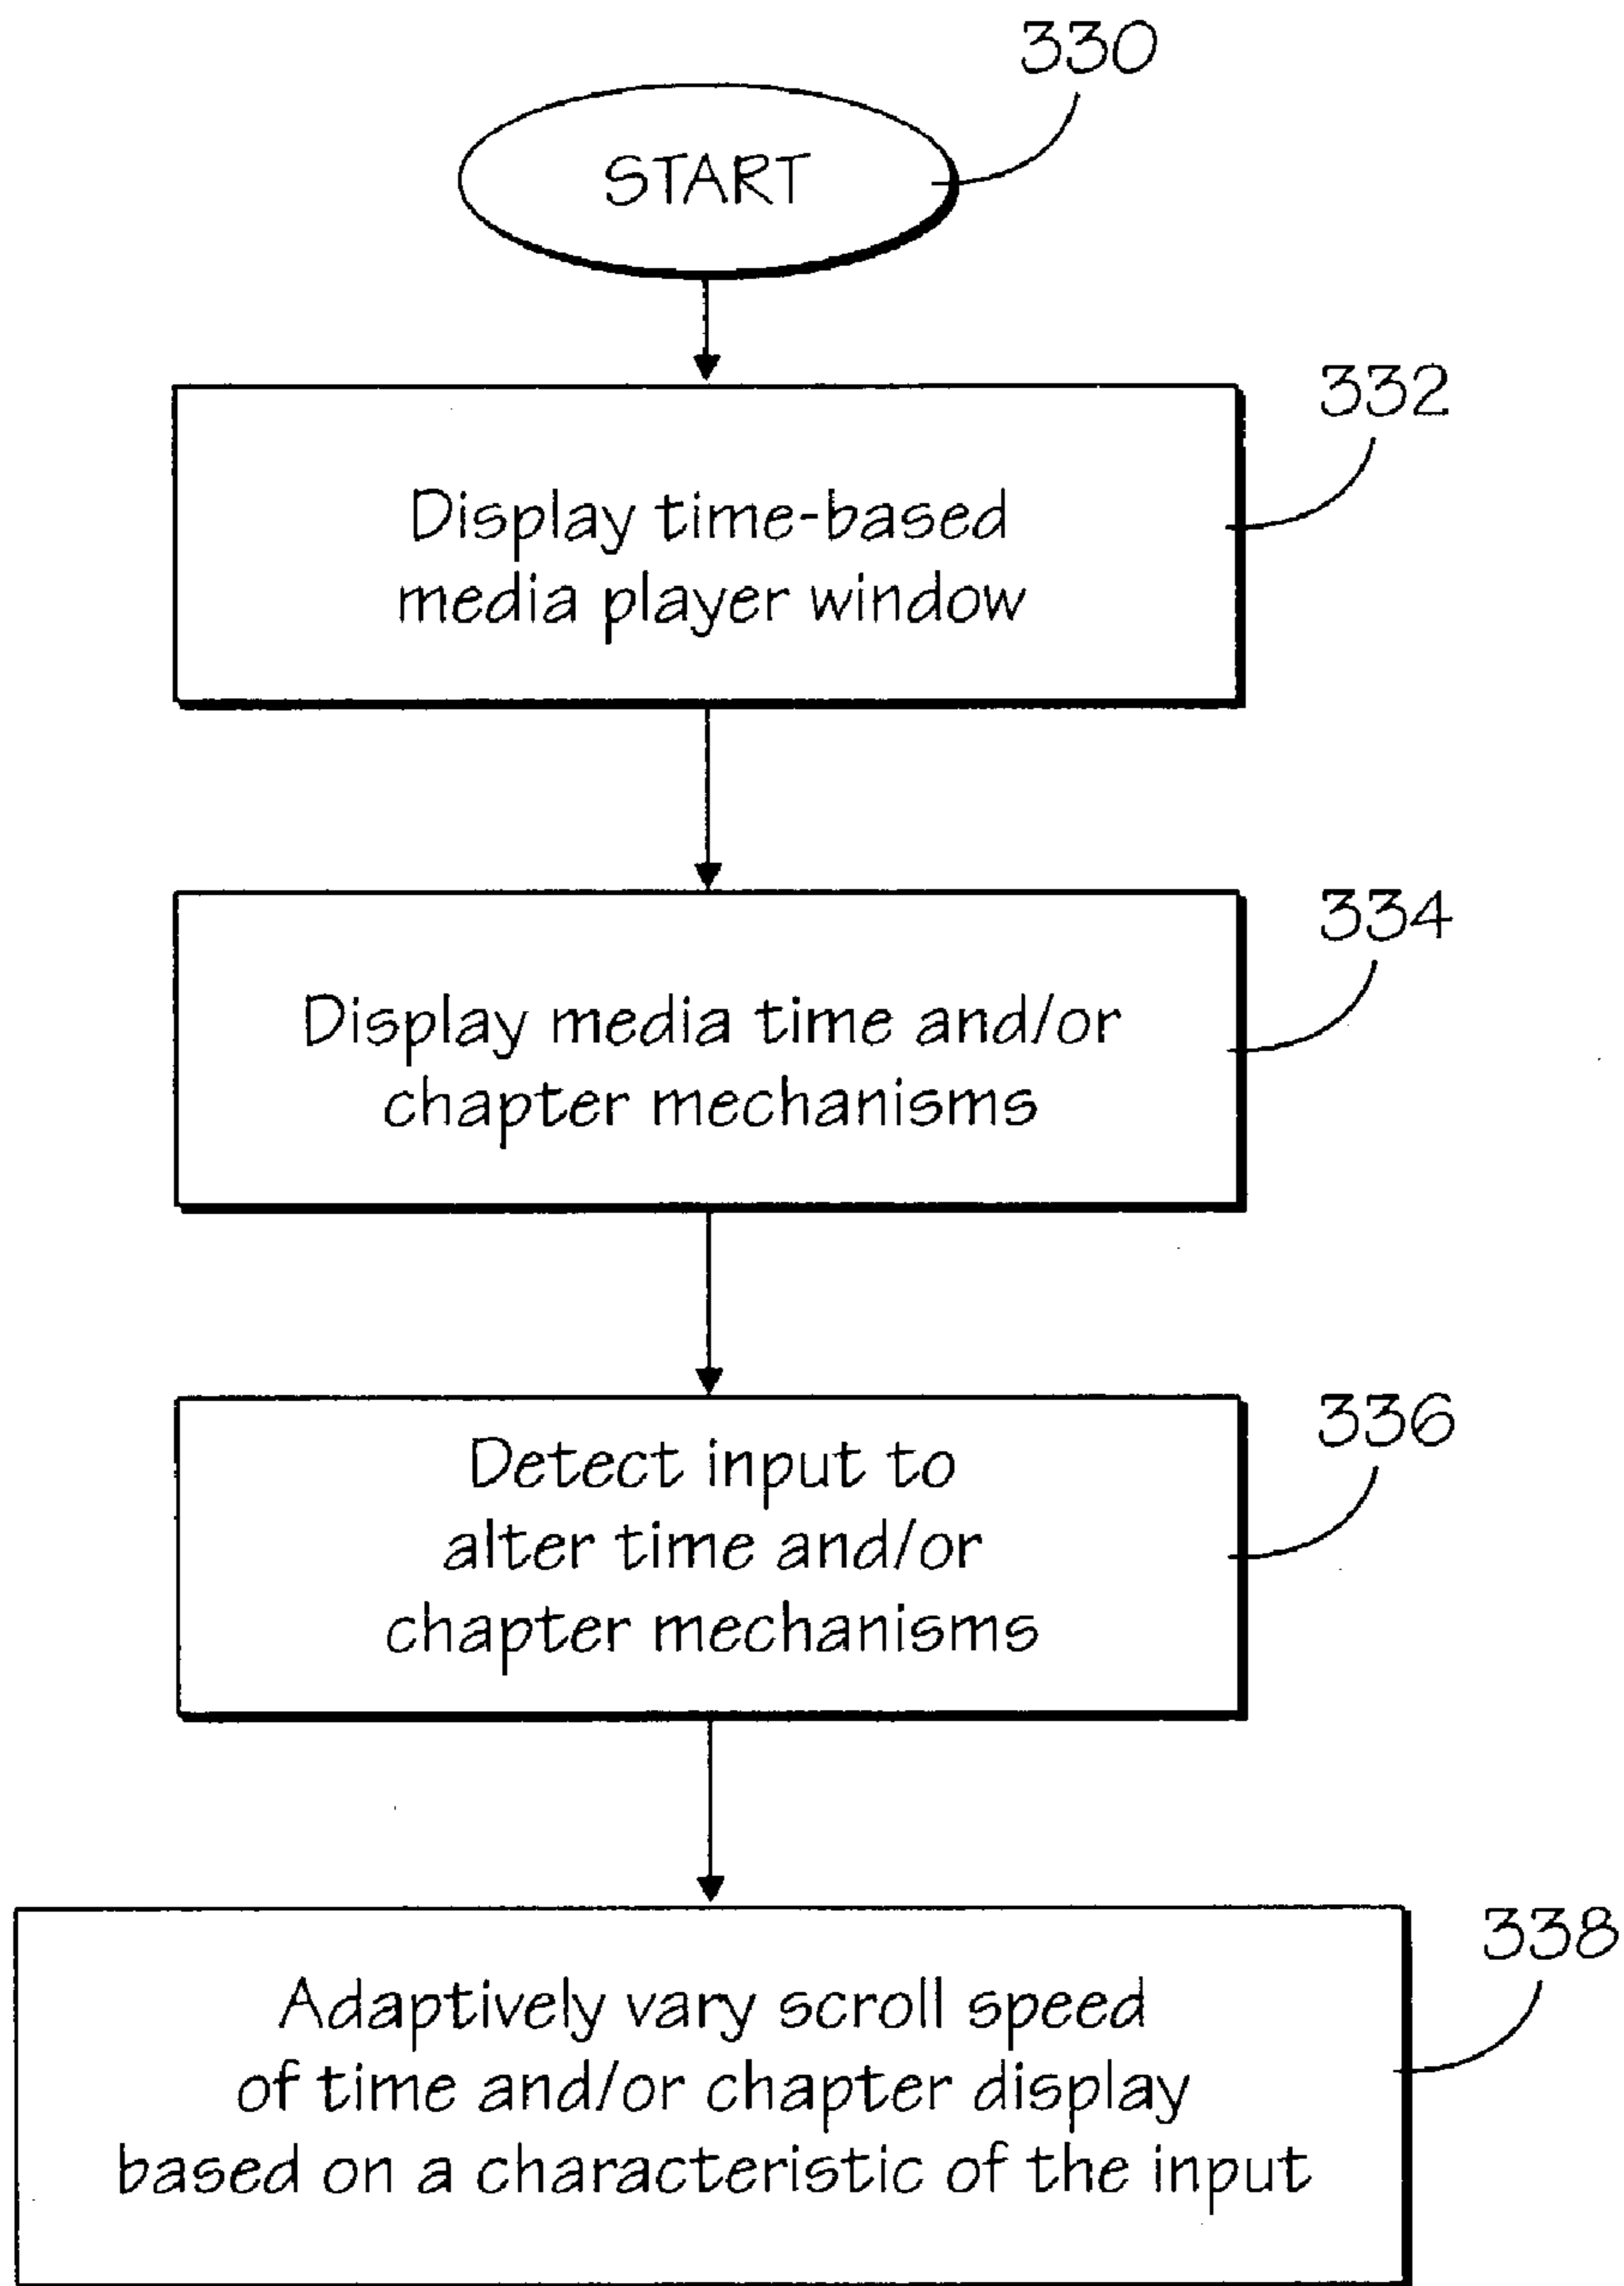 330
START
332
Display time-based
media player window
334
Display media time and/or
chapter mechanisms
336
Detect input to
alter time and/or
chapter mechanisms
338
Adaptively vary scroll speed
of time and/or chapter display
based on a characteristic of the input